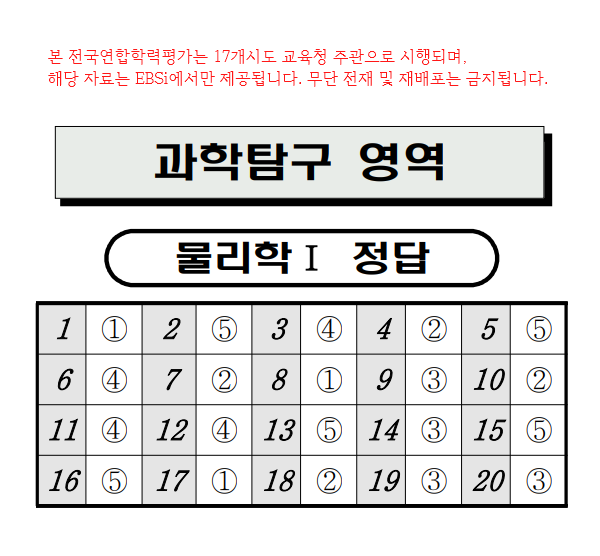 본 전국연합학력평가는 17개시도 교육청 주관으로 시행되며,
해당 자료는 EBSi에서만 제공됩니다. 무단 전재 및 재배포는 금지됩니다.
과학탐구 영역
물리학Ⅰ 정답
1 ① 2 ⑤ 3 ④ 4 ② 5 ⑤
6 ④ 7 ② 8 ① 9 ③ 10 ②
11 ④ 12 ④ 13 ⑤ 14 ③ 15 ⑤
16 ⑤ 17 ① 18 ② 19 ③ 20 ③